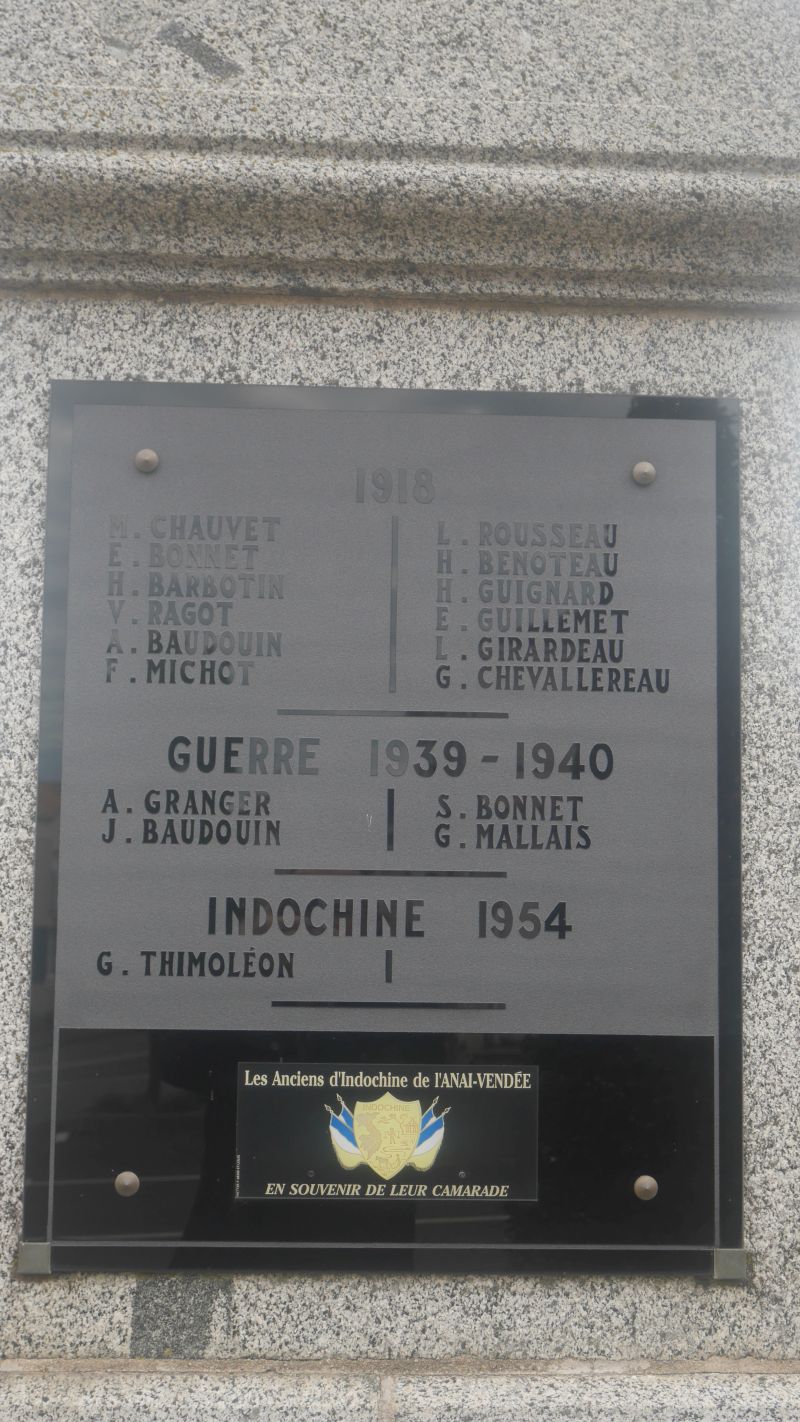 1918
M. CHAUVET
E. BONNET
H. BARBOTIN
V. RAGOT
A. BAUDOUIN
F. MICHOT
L. ROUSSEAU
H. BENOTEAU
H. GUIGNARD
E. GUILLEMET
L. GIRARDEAU
G. CHEVALLEREAU
GUERRE 1939-1940
A. GRANGER
J. BAUDOUIN
S. BONNET
G. MALLAIS
INDOCHINE 1954
G. THIMOLÉON
Les Anciens d'Indochine de l'ANAI-VENDÉE
INDOCHINE
EN SOUVENIR DE LEUR CAMARADE